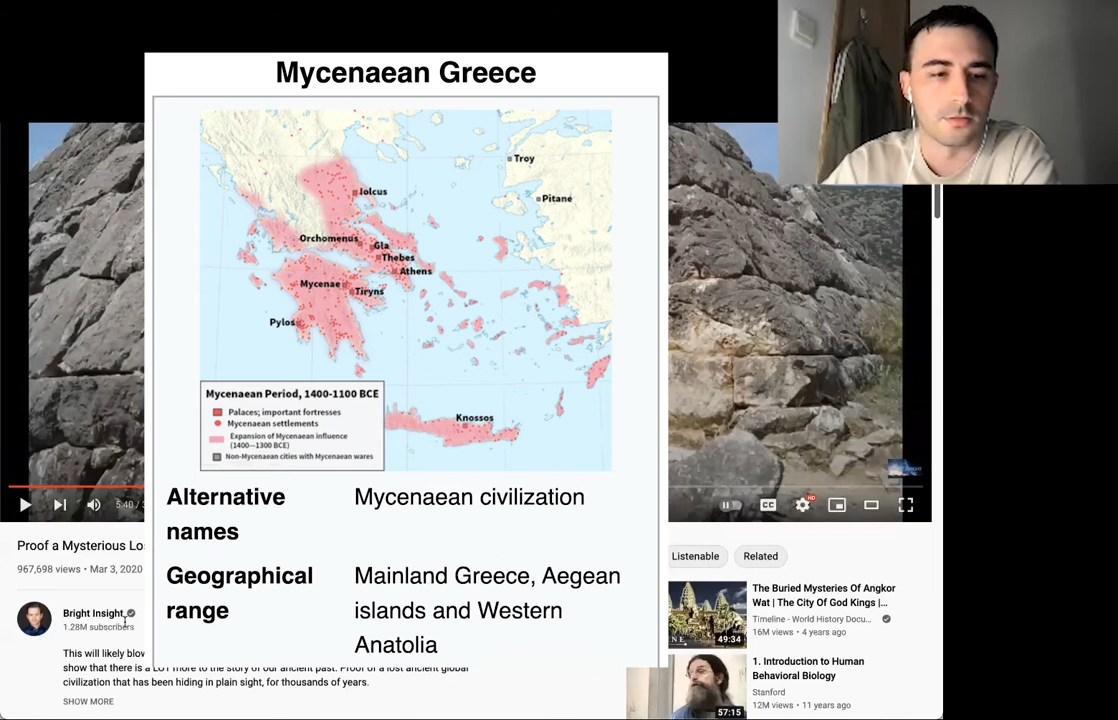 Mycenaean Greece
Troy
Pitane
Iolcus
Orchomenus
Gla
Thebes
Athens
Mycenae
Tiryns
Pylos
Knossos
Mycenaean Period, 1400-1100 BCE
Palaces; important fortresses
Mycenaean settlements
Expansion of Mycenaean influence
(1400—1300 BCE)
Non-Mycenaean cities with Mycenaean wares
Alternative
names
Mycenaean civilization
Geographical
range
Mainland Greece, Aegean
islands and Western
Anatolia
5:40 /
CC
HD
Proof a Mysterious Lo
967,698 views • Mar 3, 2020
Bright Insight
1.28M subscribers
This will likely blow
show that there is a LOT more to the story of our ancient past. Proof of a lost ancient global
civilization that has been hiding in plain sight, for thousands of years.
SHOW MORE
Listenable
Related
The Buried Mysteries Of Angkor
Wat | The City Of God Kings |...
Timeline - World History Docu...
16M views • 4 years ago
49:34
1. Introduction to Human
Behavioral Biology
Stanford
12M views • 11 years ago
57:15